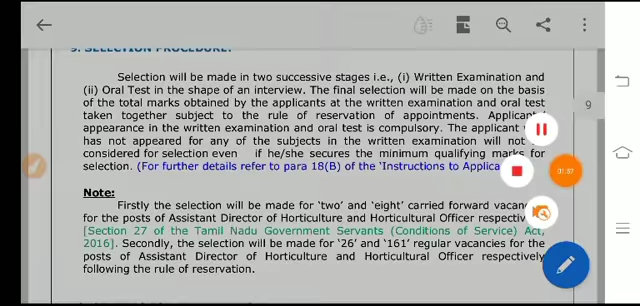 9. SELECTION PROCEDURE:
Selection will be made in two successive stages i.e., (i) Written Examination and
(ii) Oral Test in the shape of an interview. The final selection will be made on the basis
of the total marks obtained by the applicants at the written examination and oral test
taken together subject to the rule of reservation of appointments. Applicant
appearance in the written examination and oral test is compulsory. The applicant
has not appeared for any of the subjects in the written examination will not
considered for selection even if he/she secures the minimum qualifying marks for
selection. (For further details refer to para 18(B) of the 'Instructions to
9
01:37
Note:
Firstly the selection will be made for 'two' and 'eight' carried forward
for the posts of Assistant Director of Horticulture and Horticultural Officer
[Section 27 of the Tamil Nadu Government Servants (Conditions of Service) Act,
2016]. Secondly, the selection will be made for '26' and '161' regular vacancies for the
posts of Assistant Director of Horticulture and Horticultural Officer respectively
following the rule of reservation.